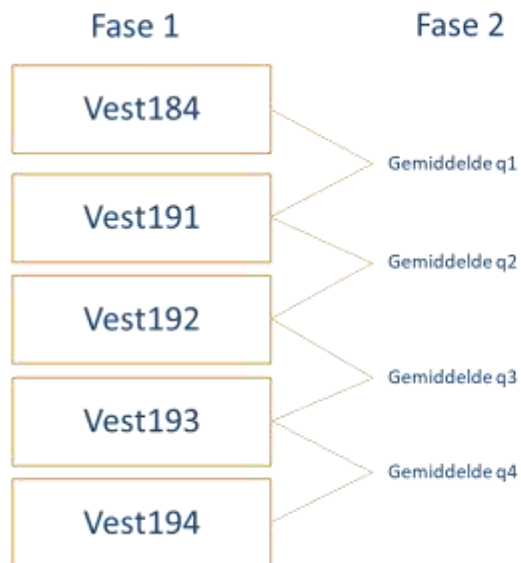 Fase 1
Fase 2
Vest184
Gemiddelde q1
Vest191
Gemiddelde q2
Vest192
Gemiddelde q3
Vest193
Gemiddelde q4
Vest194